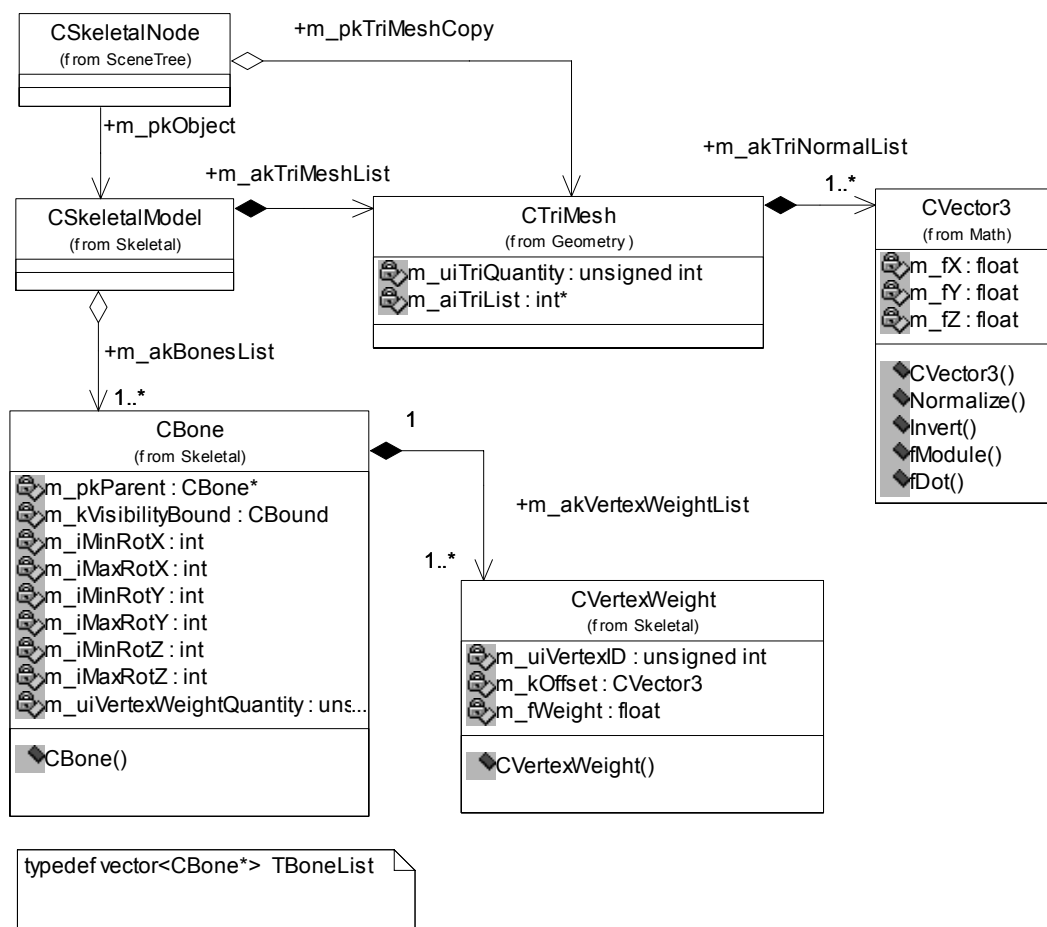 CSkeletalNode
(from SceneTree)
+m_pkTriMeshCopy
+m_pkObject
+m_akTriMeshList
+m_akTriNormalList
1..*
CSkeletalModel
(from Skeletal)
CTriMesh
(from Geometry)
m_uiTriQuantity : unsigned int
m_aiTriList : int*
CVector3
(from Math)
m_fX : float
m_fY : float
m_fZ : float
CVector3()
Normalize()
Invert()
fModule()
fDot()
+m_akBonesList
1..*
CBone
(from Skeletal)
m_pkParent : CBone*
m_kVisibilityBound : CBound
m_iMinRotX : int
m_iMaxRotX : int
m_iMinRotY : int
m_iMaxRotY : int
m_iMinRotZ : int
m_iMaxRotZ : int
m_uiVertexWeightQuantity : uns...
CBone()
1
+m_akVertexWeightList
1..*
CVertexWeight
(from Skeletal)
m_uiVertexID : unsigned int
m_kOffset : CVector3
m_fWeight : float
CVertexWeight()
typedef vector<CBone*> TBoneList